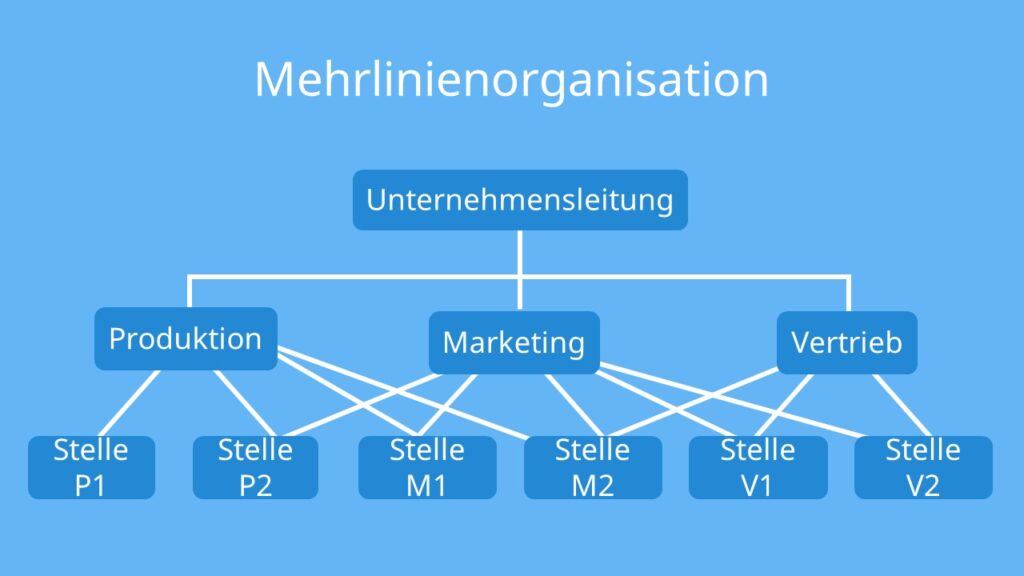 Mehrlinienorganisation
Unternehmensleitung
Produktion
Marketing
Vertrieb
Stelle
P1
Stelle
P2
Stelle
M1
Stelle
M2
Stelle
V1
Stelle
V2